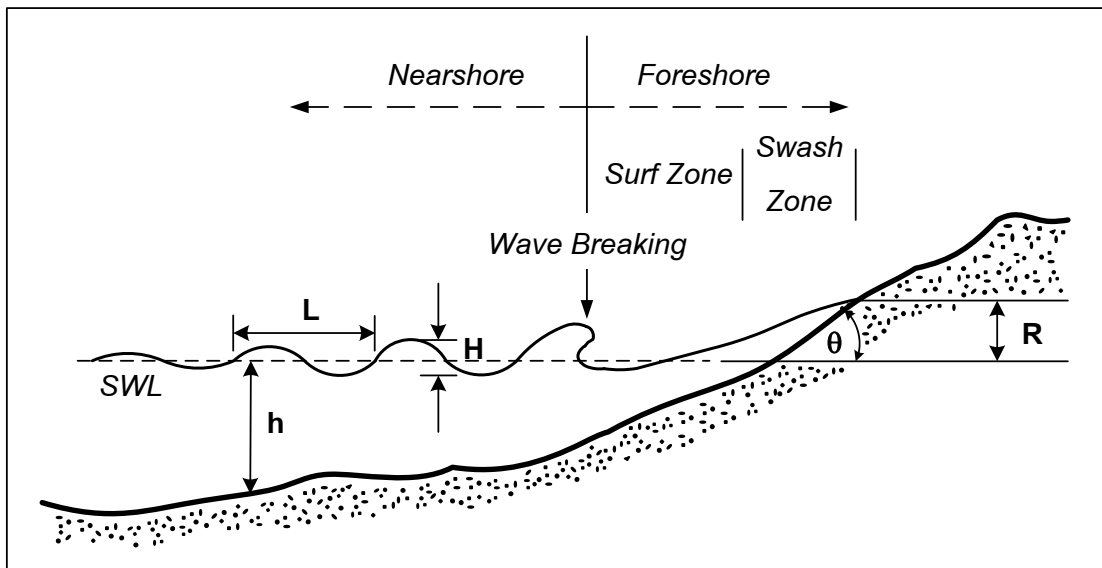 Nearshore
Foreshore
Surf Zone
Swash
Zone
Wave Breaking
L
H
SWL
h
θ
R